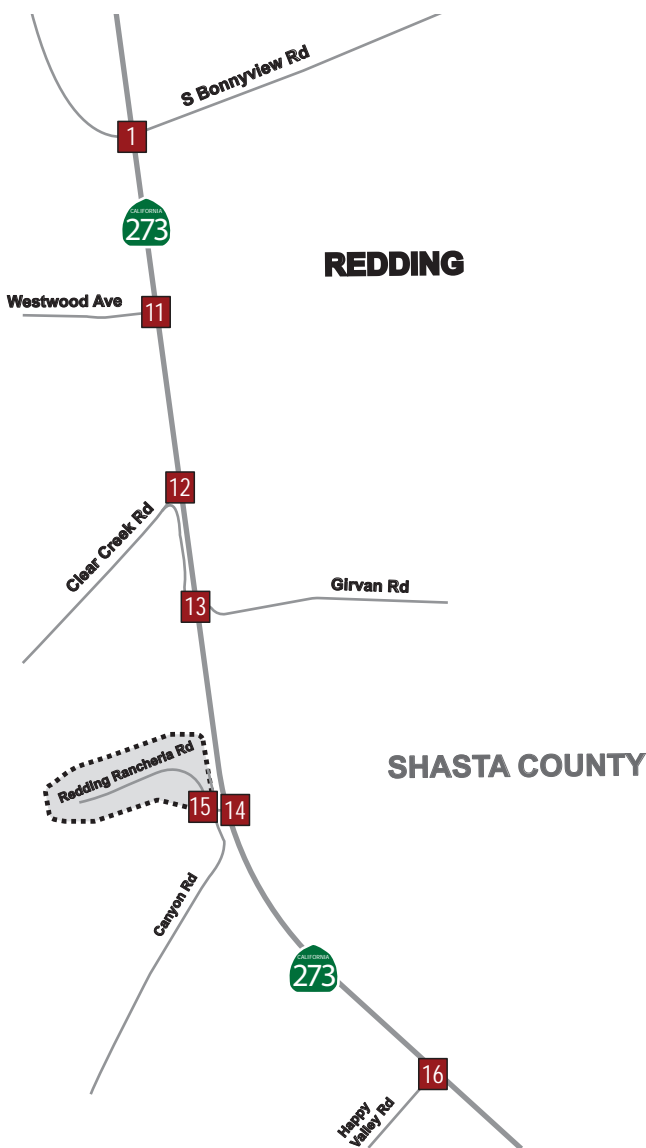 S Bonnyview Rd
1
CALIFORNIA
273
REDDING
Westwood Ave
11
12
Clear Creek Rd
Girvan Rd
13
Redding Rancheria Rd
SHASTA COUNTY
15
14
Canyon Rd
CALIFORNIA
273
16
Happy
Valley Rd